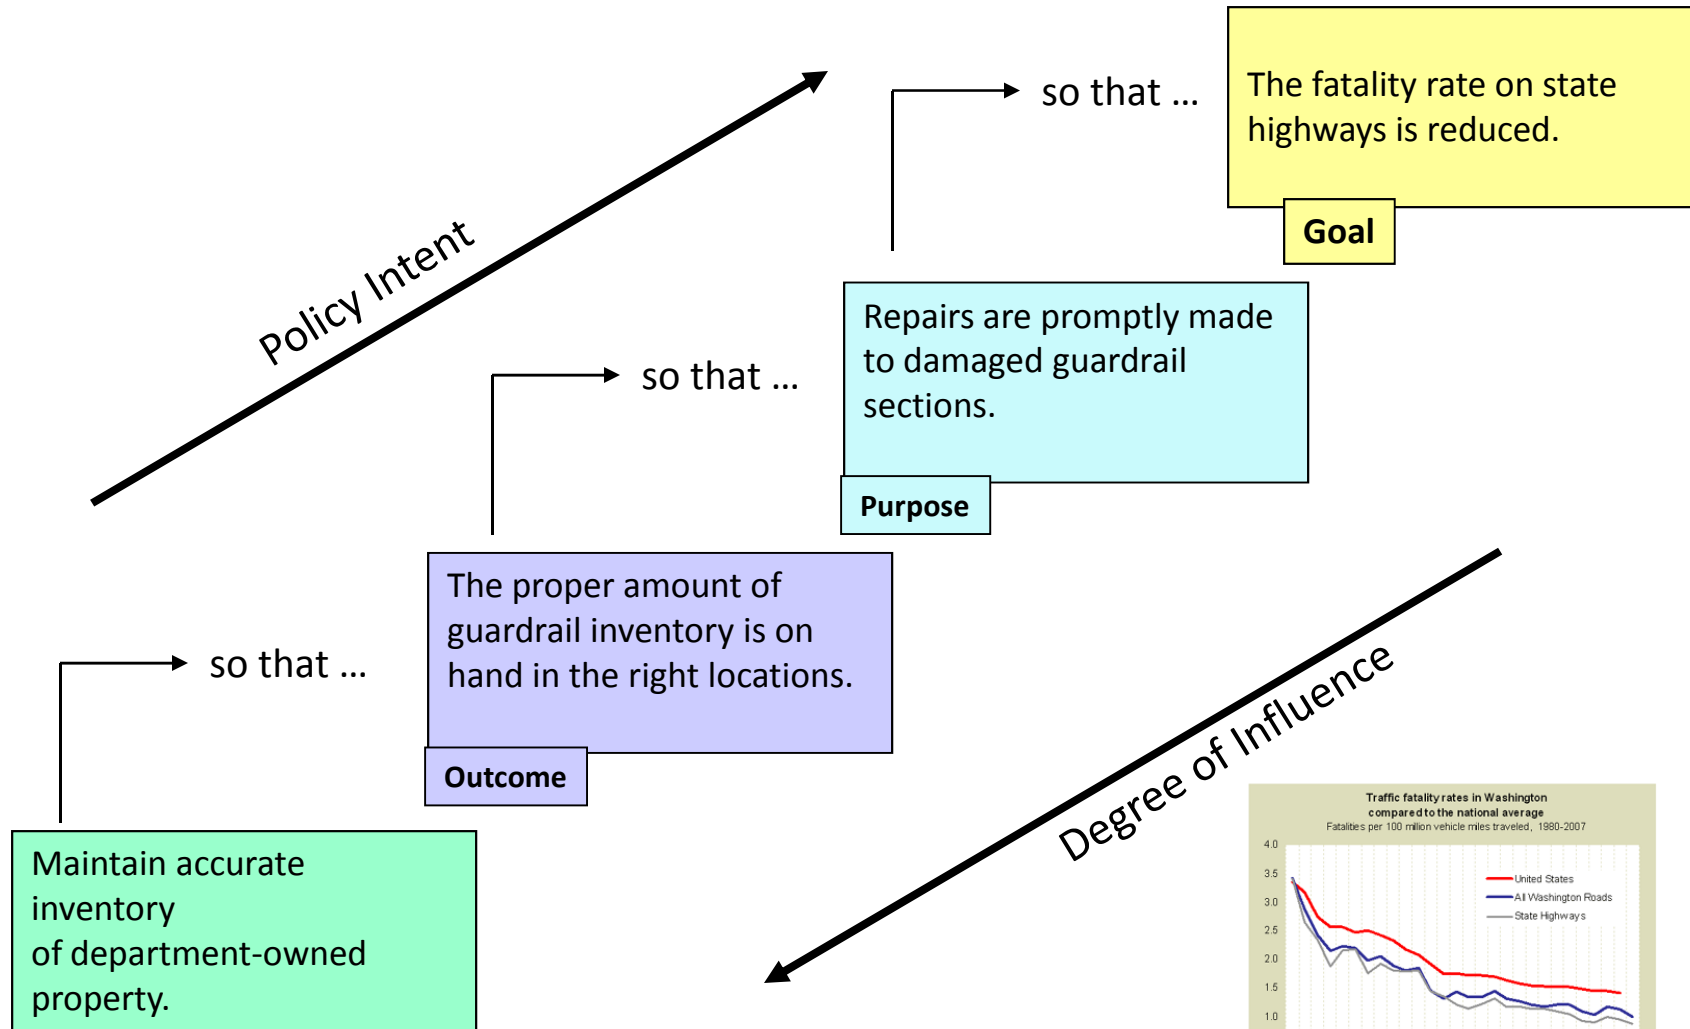 so that ...
The fatality rate on state
highways is reduced.
Goal
Policy Intent
so that ...
Repairs are promptly made
to damaged guardrail
sections.
Purpose
so that ...
The proper amount of
guardrail inventory is on
hand in the right locations.
Outcome
Degree of Influence
Maintain accurate
inventory
of department-owned
property.
Traffic fatality rates in Washington
compared to the national average
Fatalities per 100 million vehicle miles traveled, 1980-2007
4.0
3.5
3.0
2.5
2.0
1.5
1.0
United States
All Washington Roads
State Highways